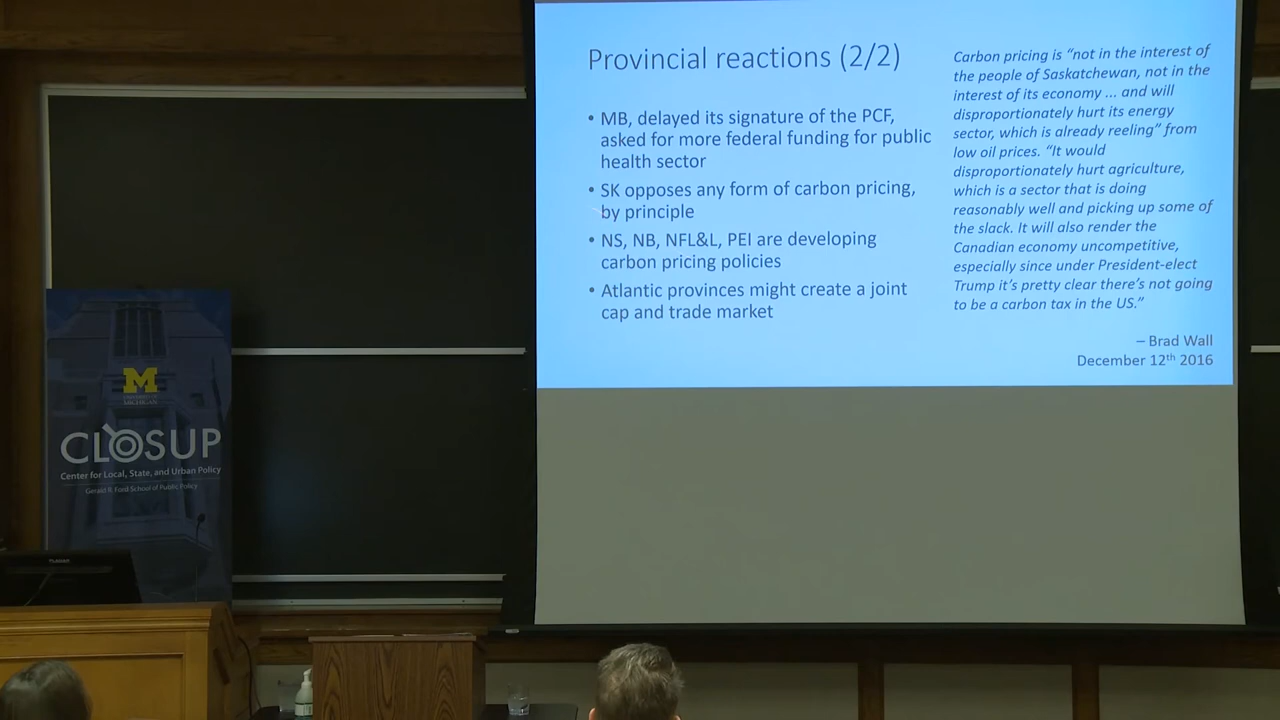 Provincial reactions (2/2)
• MB, delayed its signature of the PCF,
asked for more federal funding for public
health sector
• SK opposes any form of carbon pricing,
by principle
• NS, NB, NFL&L, PEI are developing
carbon pricing policies
• Atlantic provinces might create a joint
cap and trade market
Carbon pricing is “not in the interest of
the people of Saskatchewan, not in the
interest of its economy ... and will
disproportionately hurt its energy
sector, which is already reeling” from
low oil prices. “It would
disproportionately hurt agriculture,
which is a sector that is doing
reasonably well and picking up some of
the slack. It will also render the
Canadian economy uncompetitive,
especially since under President-elect
Trump it’s pretty clear there’s not going
to be a carbon tax in the US.”
– Brad Wall
December 12th 2016
M
UNIVERSITY OF
MICHIGAN
CLOSUP
Center for Local, State, and Urban Policy
Gerald R. Ford School of Public Policy